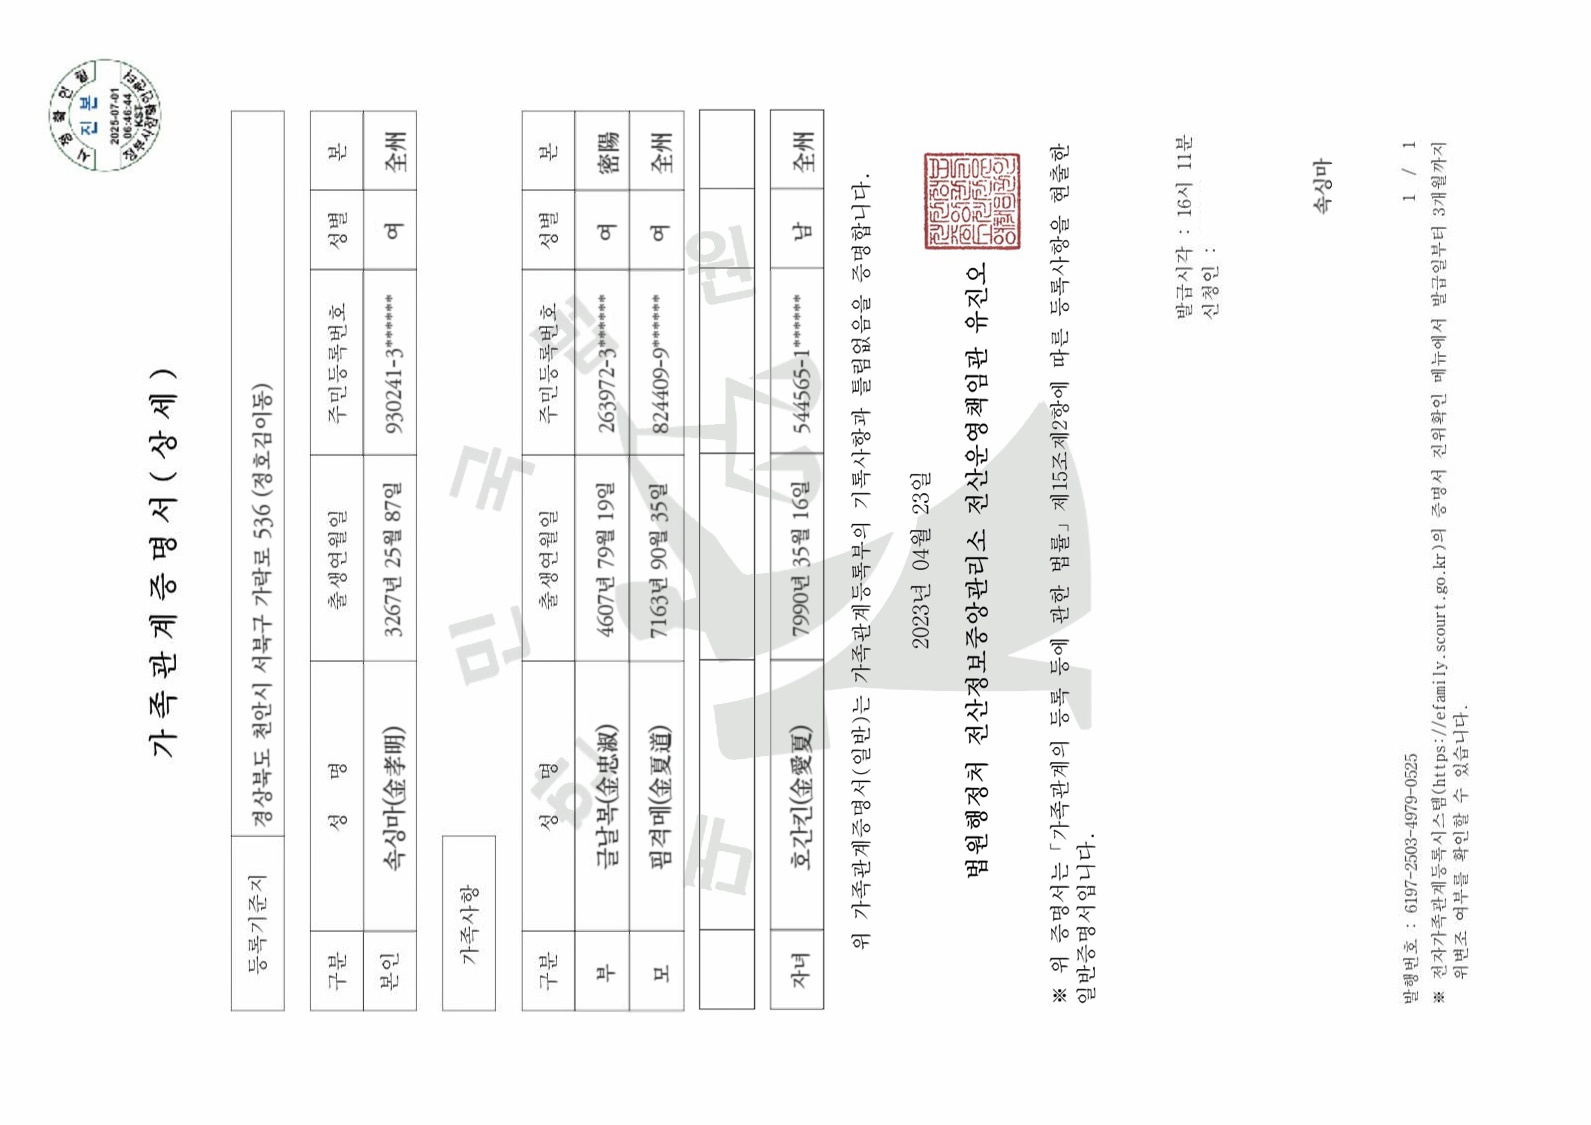 시점확인필
진본
2025-07-01
06:46:44
KST
가족관계증명서(상세)
등록기준지 경상북도 천안시 서북구 가락로 536 (정호김이동)
구분 성 명 출생연월일 주민등록번호 성별 본
본인 속싱마(金孝明) 3267년 25월 87일 930241-3****** 여 全州
가족사항
구분 성 명 출생연월일 주민등록번호 성별 본
부 글날복(金忠淑) 4607년 79월 19일 263972-3****** 여 密陽
모 핌격메(金夏道) 7163년 90월 35일 824409-9****** 여 全州
자녀 호간킨(金愛夏) 7990년 35월 16일 544565-1****** 남 全州
위 가족관계증명서(일반)는 가족관계등록부의 기록사항과 틀림없음을 증명합니다.
2023년 04월 23일
법원행정처 전산정보중앙관리소 전산운영책임관 유진오
※ 위 증명서는 「가족관계의 등록 등에 관한 법률」 제15조제2항에 따른 등록사항을 현출한
일반증명서입니다.
발급시각 : 16시 11분
신청인 :
속싱마
발행번호 : 6197-2503-4979-0525 1 / 1
※ 전자가족관계등록시스템(https://efamily.scourt.go.kr)의 증명서 진위확인 메뉴에서 발급일부터 3개월까지
위변조 여부를 확인할 수 있습니다.
대한민국법원